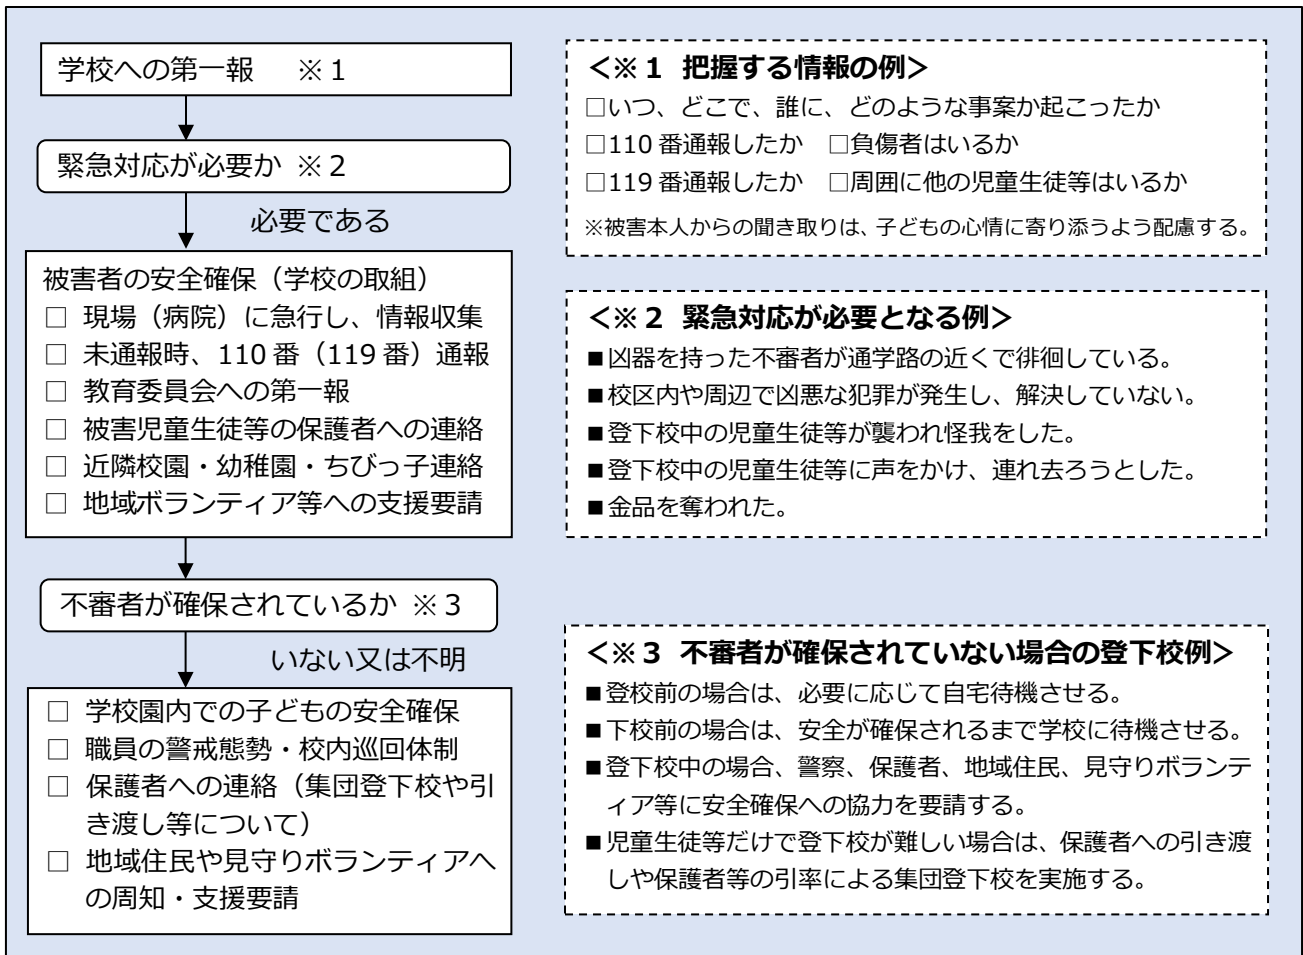 学校への第一報　※１
緊急対応が必要か ※２
必要である
被害者の安全確保（学校の取組）
□ 現場（病院）に急行し、情報収集
□ 未通報時、110 番（119 番）通報
□ 教育委員会への第一報
□ 被害児童生徒等の保護者への連絡
□ 近隣校園・幼稚園・ちびっ子連絡
□ 地域ボランティア等への支援要請
不審者が確保されているか ※３
いない又は不明
□ 学校園内での子どもの安全確保
□ 職員の警戒態勢・校内巡回体制
□ 保護者への連絡（集団登下校や引
き渡し等について）
□ 地域住民や見守りボランティアへ
の周知・支援要請
＜※１ 把握する情報の例＞
□いつ、どこで、誰に、どのような事案か起こったか
□110 番通報したか　□負傷者はいるか
□119 番通報したか　□周囲に他の児童生徒等はいるか
※被害本人からの聞き取りは、子どもの心情に寄り添うよう配慮する。
＜※２ 緊急対応が必要となる例＞
■凶器を持った不審者が通学路の近くで徘徊している。
■校区内や周辺で凶悪な犯罪が発生し、解決していない。
■登下校中の児童生徒等が襲われ怪我をした。
■登下校中の児童生徒等に声をかけ、連れ去ろうとした。
■金品を奪われた。
＜※３ 不審者が確保されていない場合の登下校例＞
■登校前の場合は、必要に応じて自宅待機させる。
■下校前の場合は、安全が確保されるまで学校に待機させる。
■登下校中の場合、警察、保護者、地域住民、見守りボランテ
ィア等に安全確保への協力を要請する。
■児童生徒等だけで登下校が難しい場合は、保護者への引き渡
しや保護者等の引率による集団登下校を実施する。